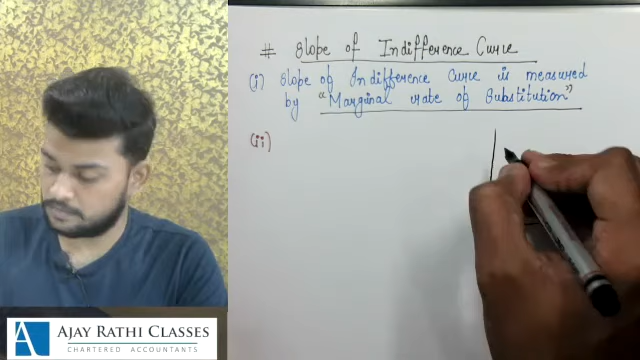 # Slope of Indifference Curve
(i) Slope of Indifference Curve is measured
by "Marginal rate of Substitution"
(ii)
AJAY RATHI CLASSES
CHARTERED ACCOUNTANTS